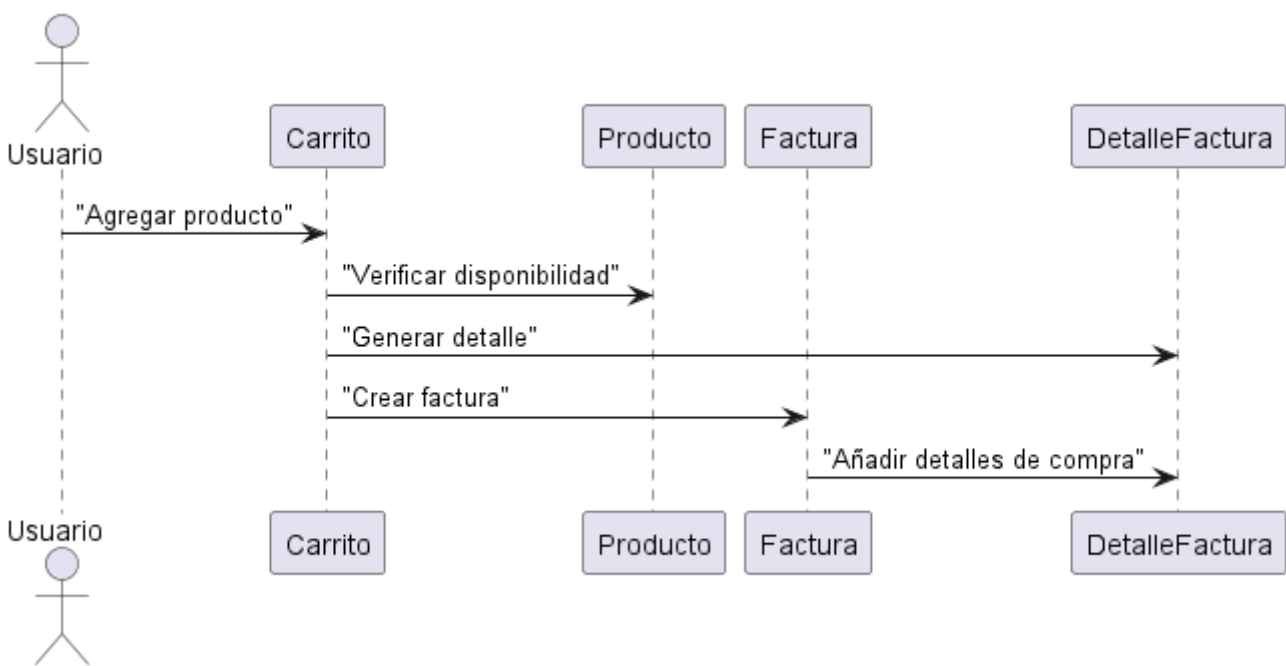 Usuario
Carrito
Producto
Factura
DetalleFactura
"Agregar producto"
"Verificar disponibilidad"
"Generar detalle"
"Crear factura"
"Añadir detalles de compra"
Usuario
Carrito
Producto
Factura
DetalleFactura